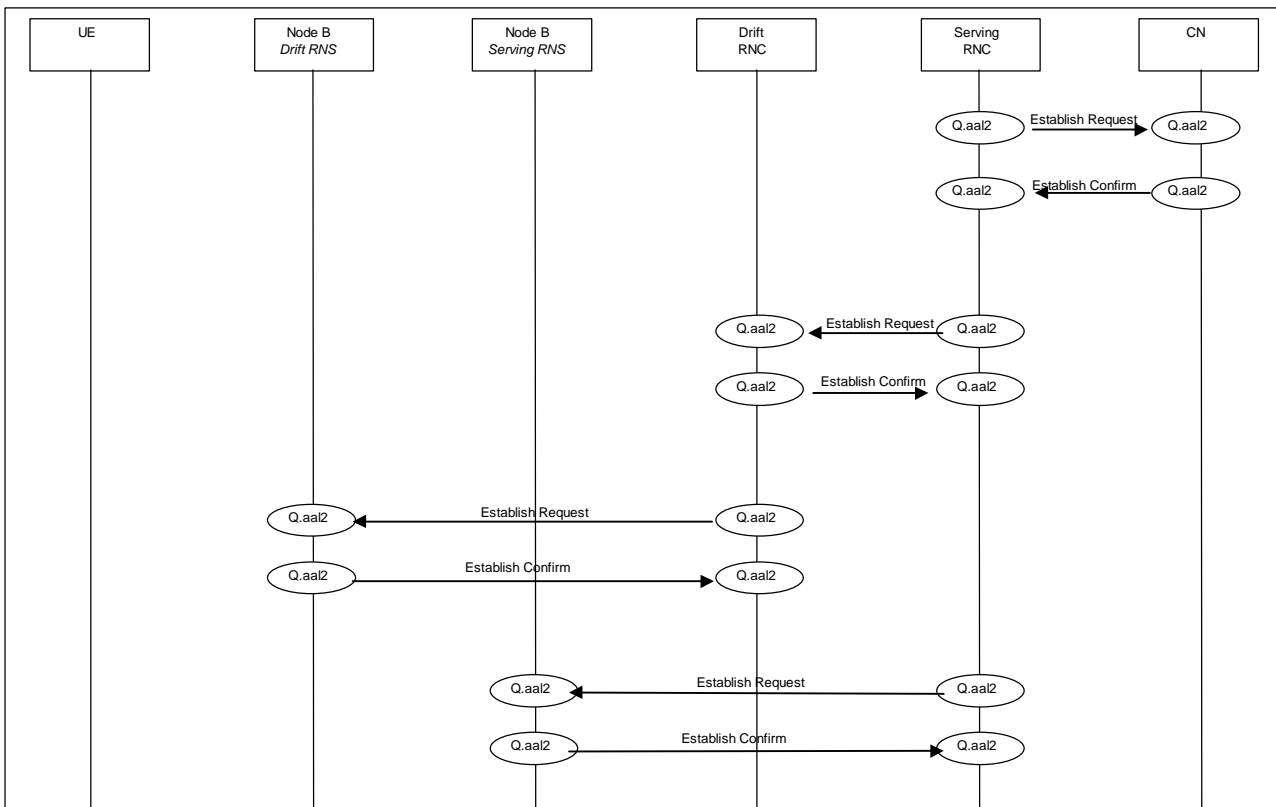 UE
Node B
Drift RNS
Node B
Serving RNS
Drift
RNC
Serving
RNC
CN
Q.aal2
Establish Request
Q.aal2
Q.aal2
Establish Confirm
Q.aal2
Q.aal2
Establish Request
Q.aal2
Q.aal2
Establish Confirm
Q.aal2
Q.aal2
Establish Request
Q.aal2
Q.aal2
Establish Confirm
Q.aal2
Q.aal2
Establish Request
Q.aal2
Q.aal2
Establish Confirm
Q.aal2